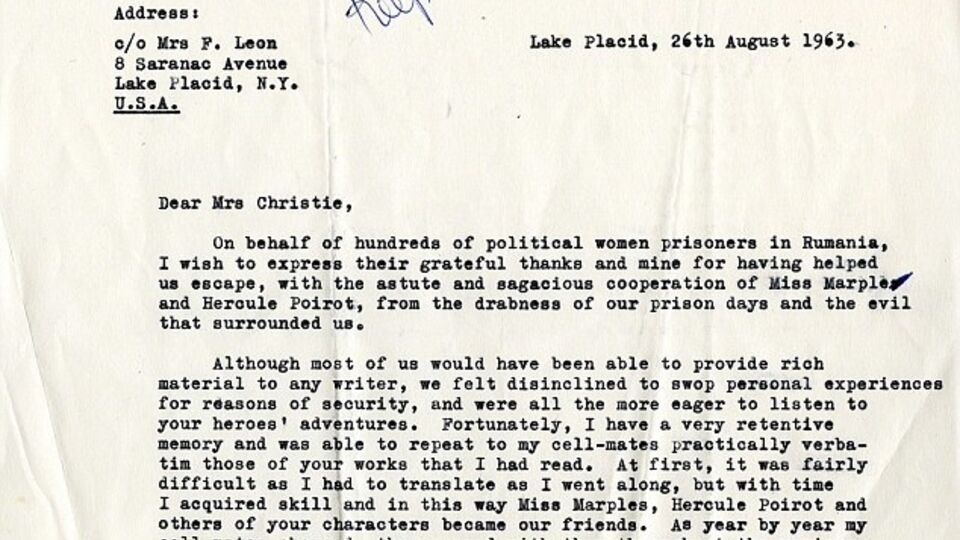 Keep
Address:
c/o Mrs F. Leon
8 Saranac Avenue
Lake Placid, N.Y.
U.S.A.
Lake Placid, 26th August 1963.
Dear Mrs Christie,
On behalf of hundreds of political women prisoners in Rumania,
I wish to express their grateful thanks and mine for having helped
us escape, with the astute and sagacious cooperation of Miss Marples
and Hercule Poirot, from the drabness of our prison days and the evil
that surrounded us.
Although most of us would have been able to provide rich
material to any writer, we felt disinclined to swop personal experiences
for reasons of security, and were all the more eager to listen to
your heroes' adventures. Fortunately, I have a very retentive
memory and was able to repeat to my cell-mates practically verba-
tim those of your works that I had read. At first, it was fairly
difficult as I had to translate as I went along, but with time
I acquired skill and in this way Miss Marples, Hercule Poirot and
others of your characters became our friends. As year by year my